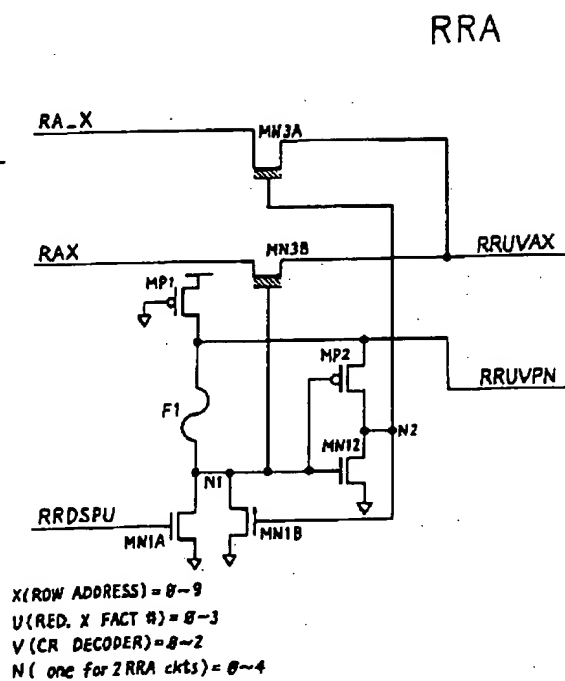 RRA
RA_X
MN3A
RAX
MN3B
RRUVAX
MP1
MP2
RRUVPN
F1
N2
MN12
N1
RRDSPU
MN1A
MN1B
X(ROW ADDRESS)=0~9
U(RED. X FACT #)=0~3
V(CR DECODER)=0~2
N( one for 2 RRA ckts)=0~4